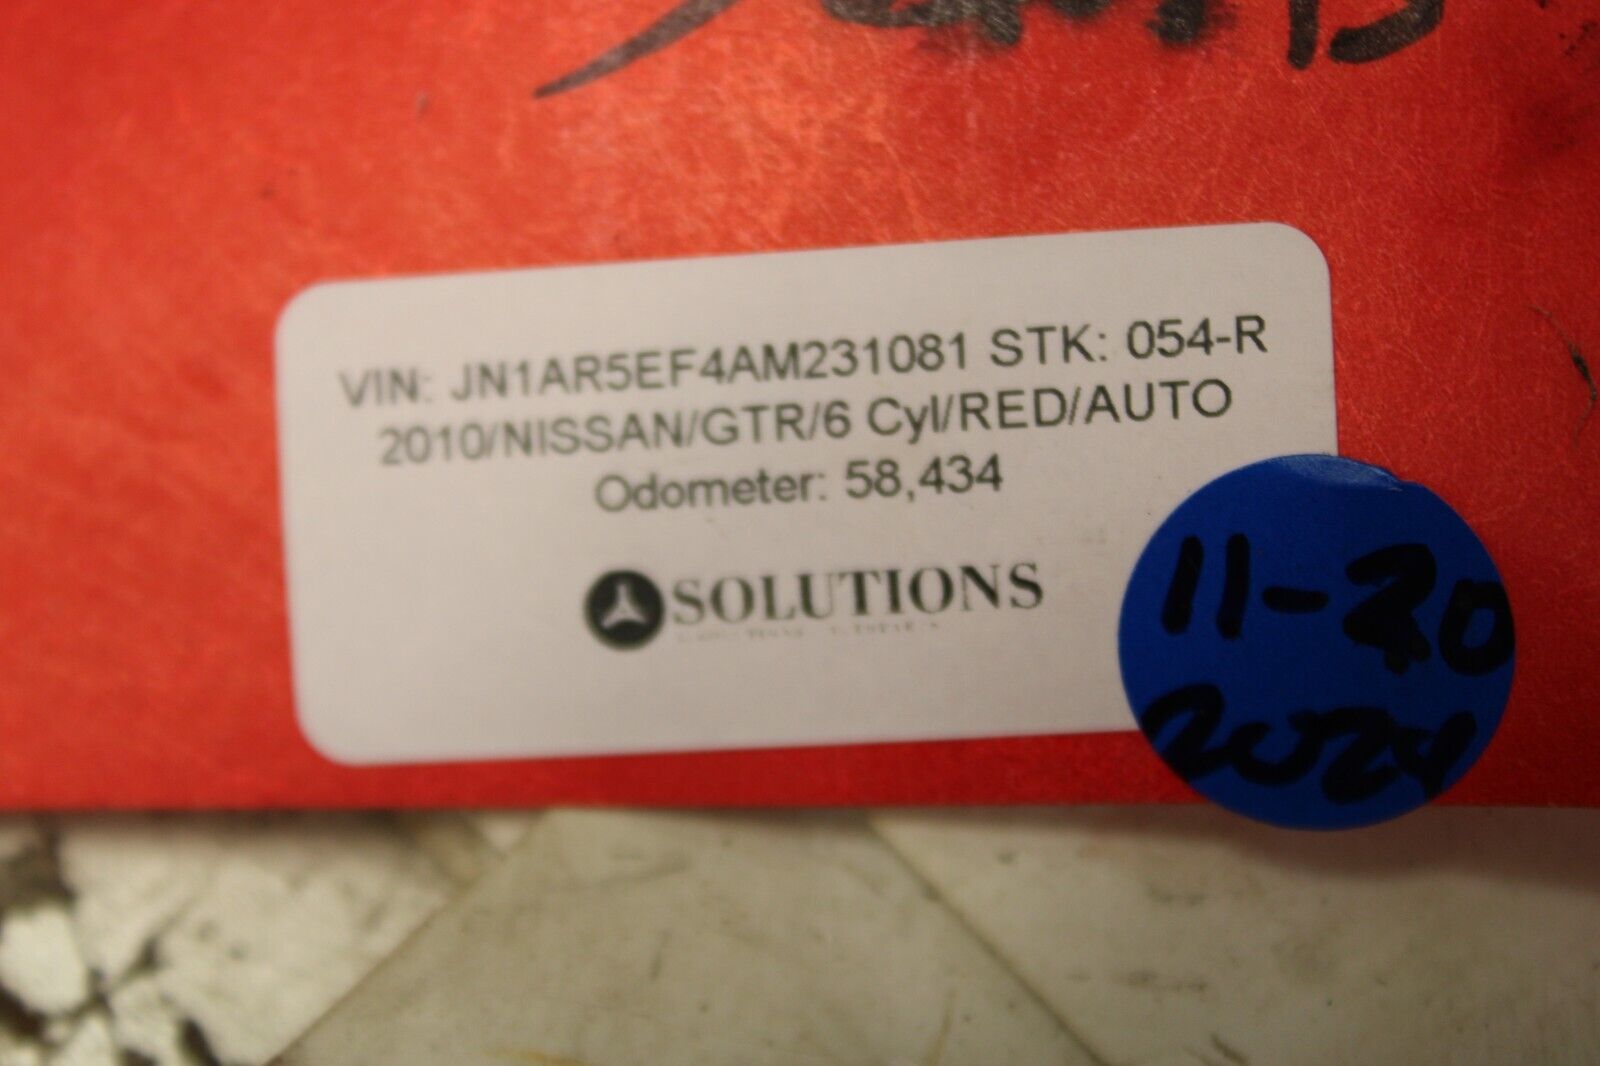 VIN: JN1AR5EF4AM231081 STK: 054-R
2010/NISSAN/GTR/6 Cyl/RED/AUTO
Odometer: 58,434
SOLUTIONS
11-20
2024